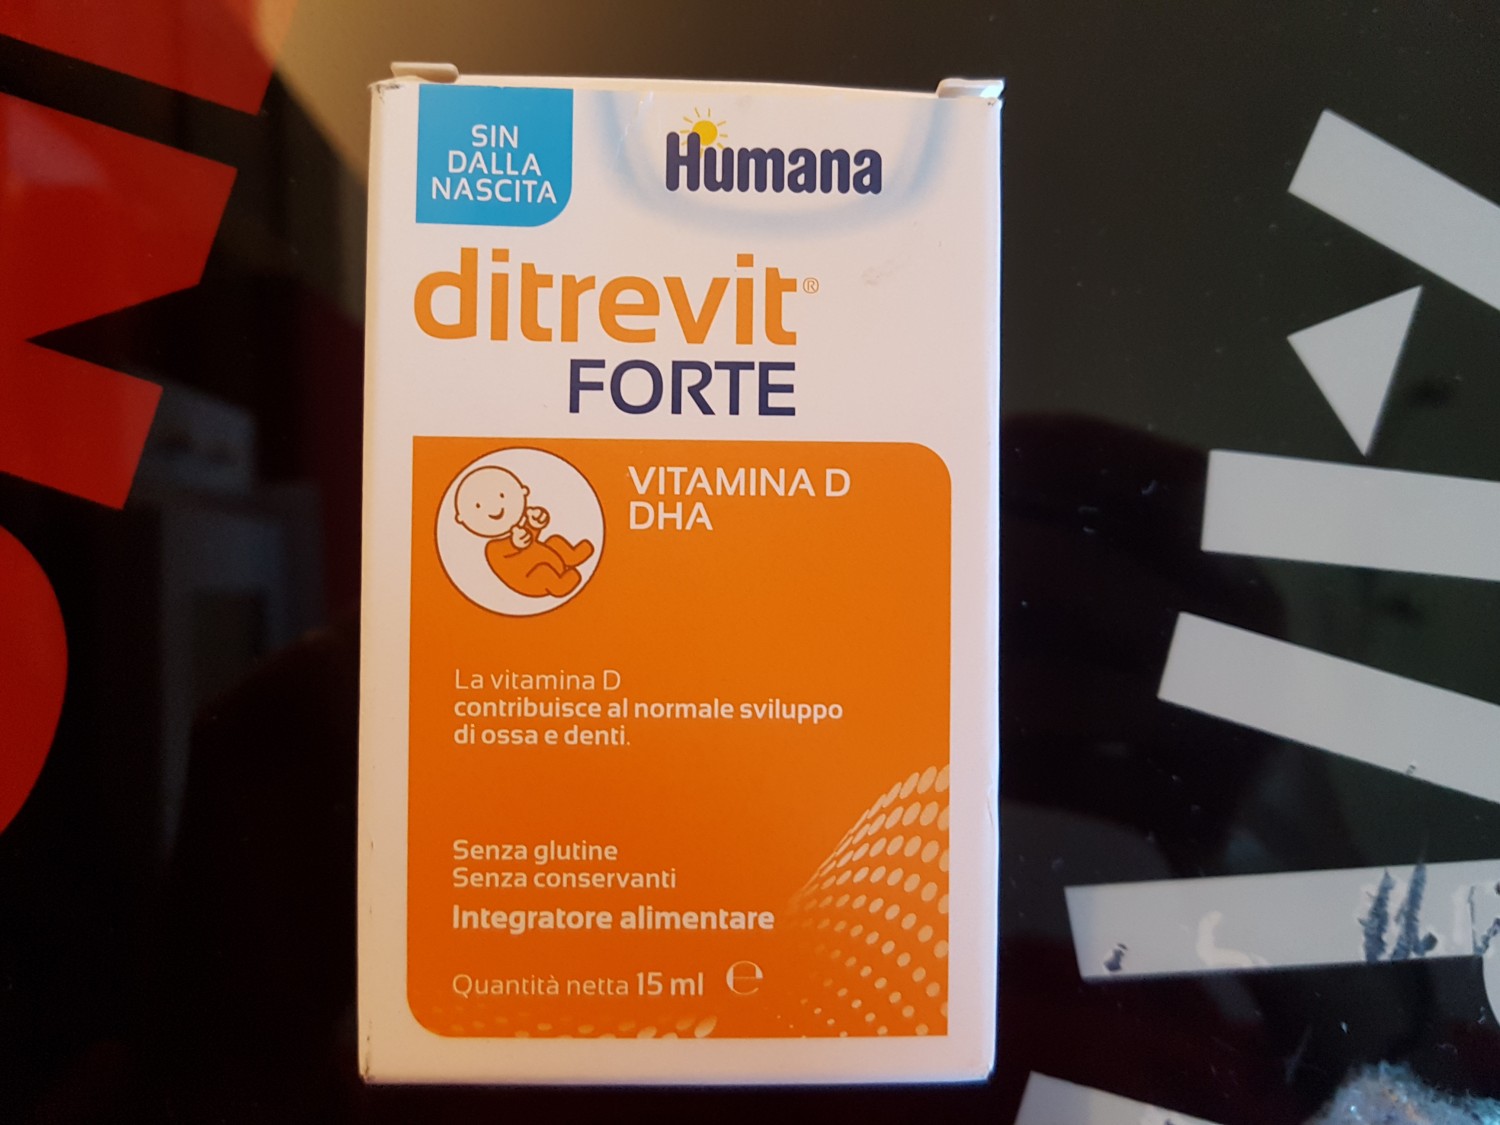 SIN
DALLA
NASCITA
Humana
ditrevit®
FORTE
VITAMINA D
DHA
La vitamina D
contribuisce al normale sviluppo
di ossa e denti.
Senza glutine
Senza conservanti
Integratore alimentare
Quantità netta 15 ml ℮